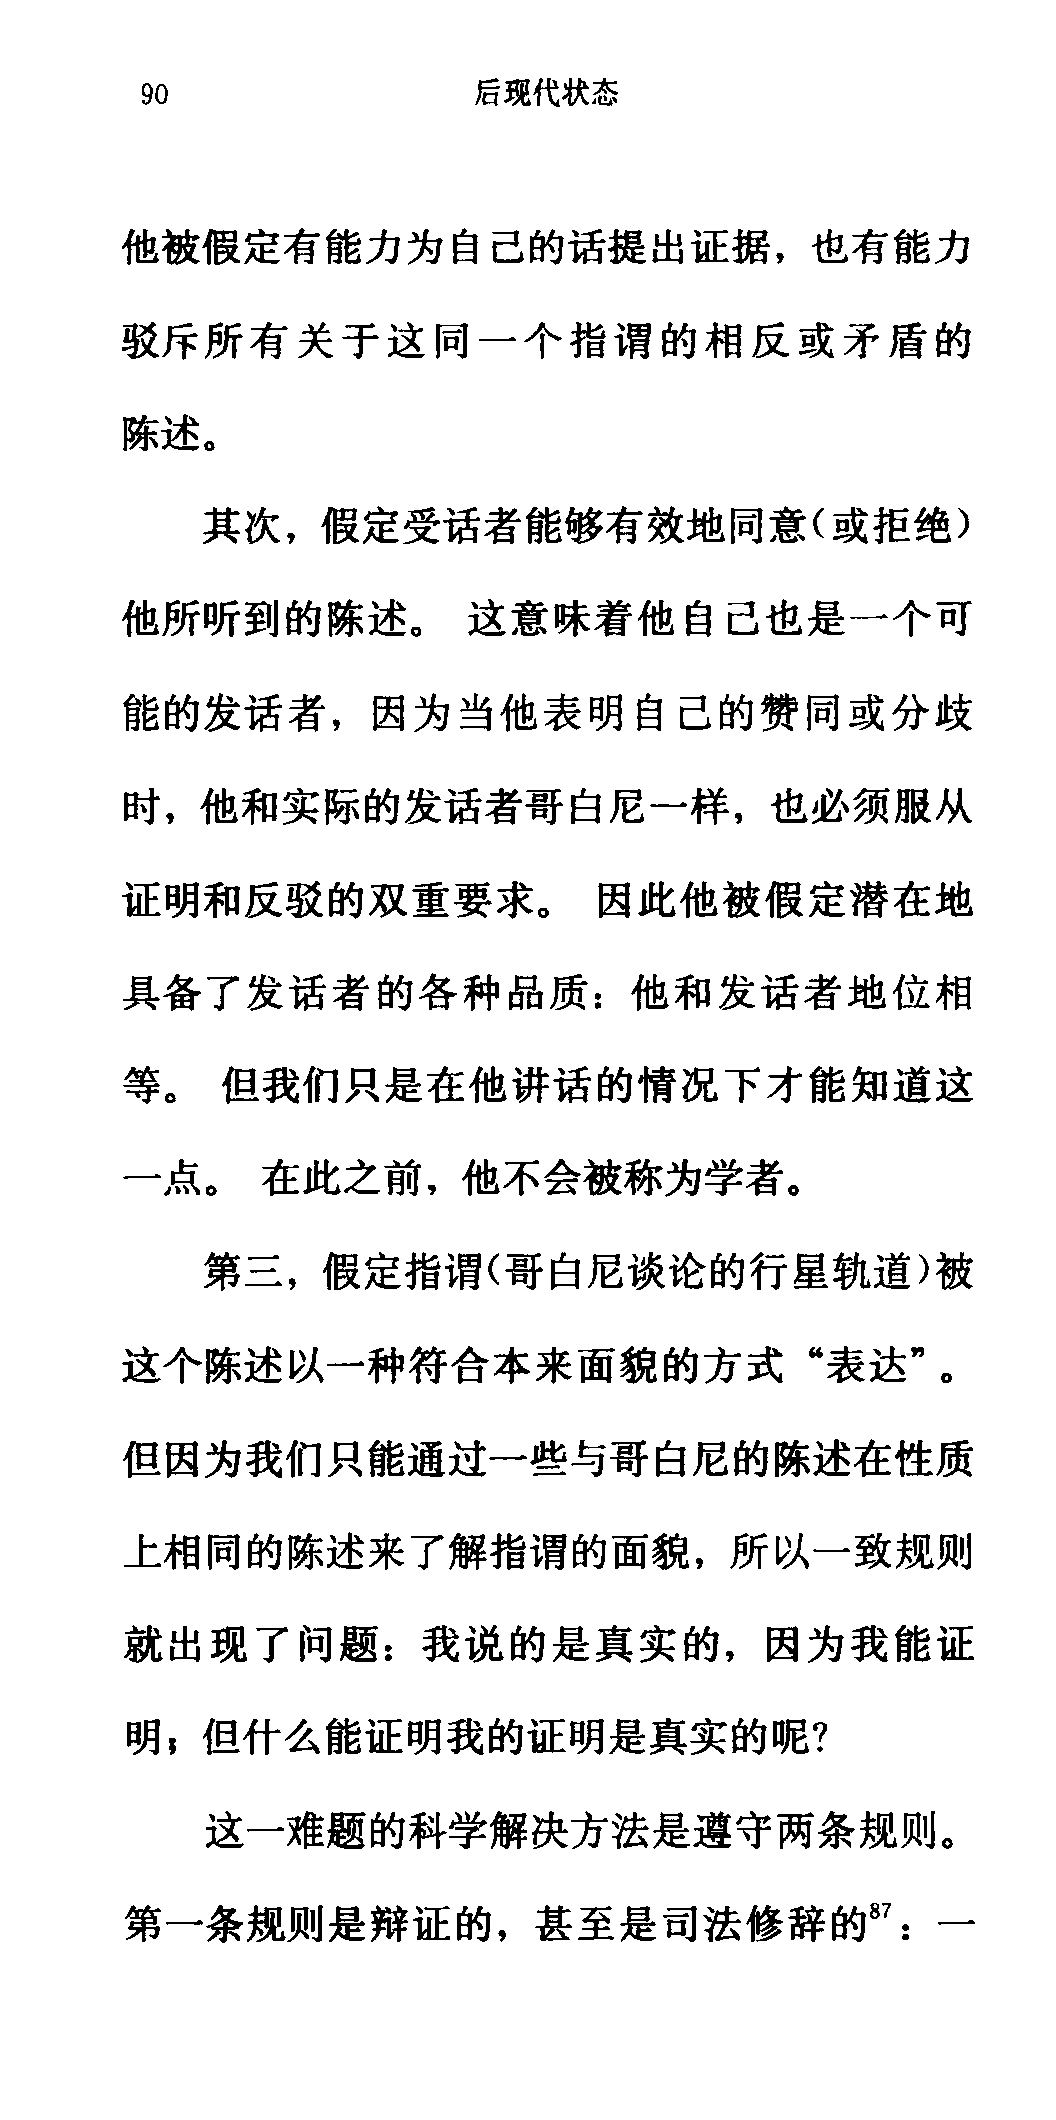 90 后现代状态
他被假定有能力为自己的话提出证据，也有能力
驳斥所有关于这同一个指谓的相反或矛盾的
陈述。
其次，假定受话者能够有效地同意（或拒绝）
他所听到的陈述。 这意味着他自己也是一个可
能的发话者，因为当他表明自己的赞同或分歧
时，他和实际的发话者哥白尼一样，也必须服从
证明和反驳的双重要求。 因此他被假定潜在地
具备了发话者的各种品质：他和发话者地位相
等。 但我们只是在他讲话的情况下才能知道这
一点。 在此之前，他不会被称为学者。
第三，假定指谓（哥白尼谈论的行星轨道）被
这个陈述以一种符合本来面貌的方式“表达”。
但因为我们只能通过一些与哥白尼的陈述在性质
上相同的陈述来了解指谓的面貌，所以一致规则
就出现了问题：我说的是真实的，因为我能证
明；但什么能证明我的证明是真实的呢？
这一难题的科学解决方法是遵守两条规则。
第一条规则是辩证的，甚至是司法修辞的87：一